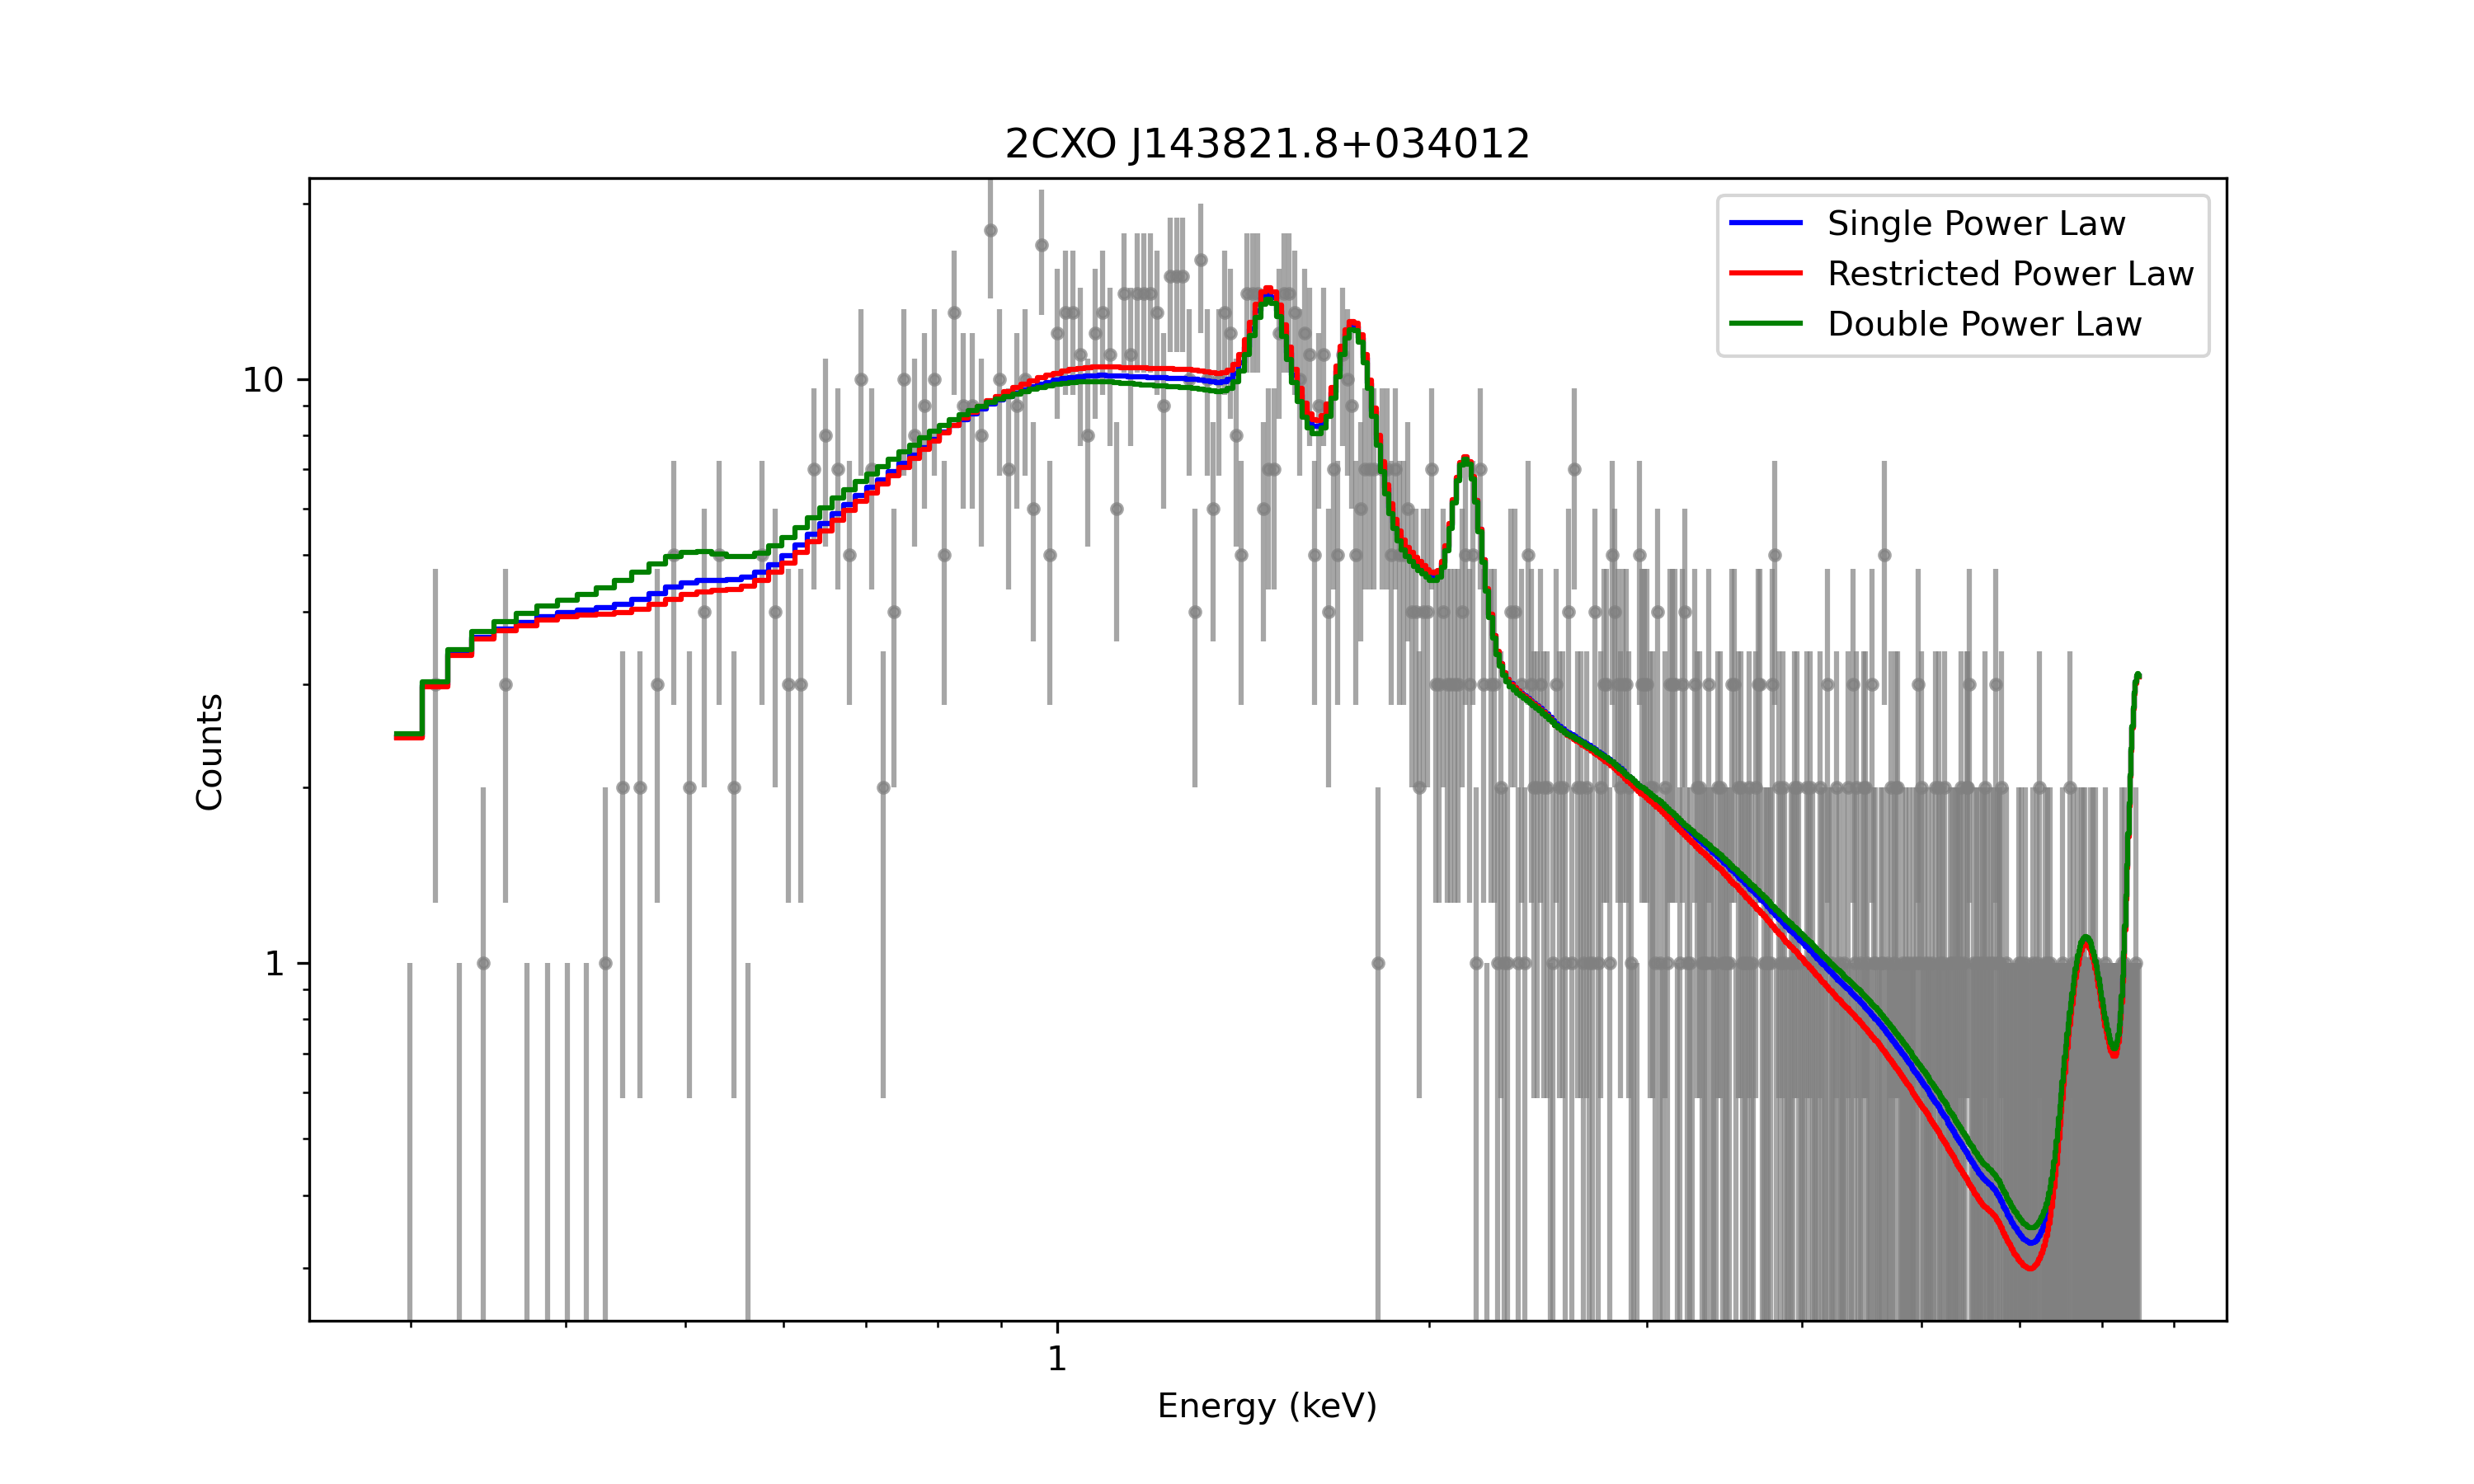 2CXO J143821.8+034012
Single Power Law
Restricted Power Law
Double Power Law
10
1
Counts
1
Energy (keV)